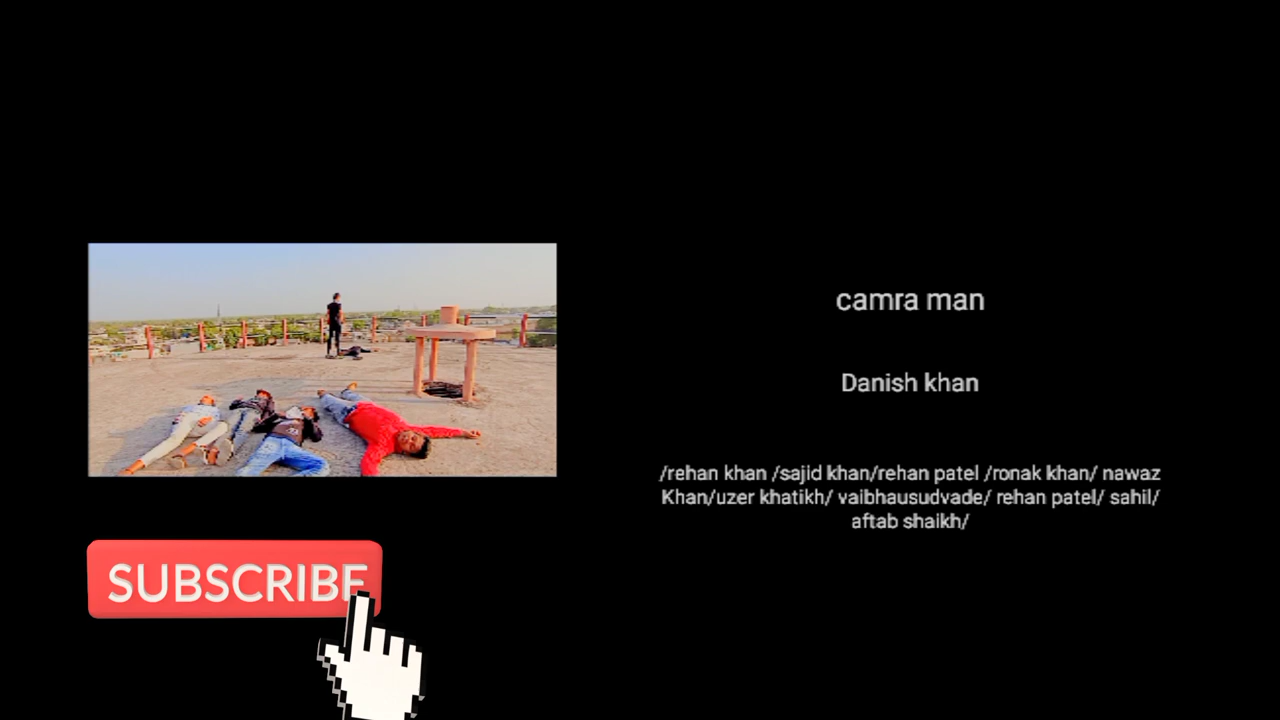 camra man
Danish khan
/rehan khan /sajid khan/rehan patel /ronak khan/ nawaz
Khan/uzer khatikh/ vaibhausudvade/ rehan patel/ sahil/
aftab shaikh/
SUBSCRIBE